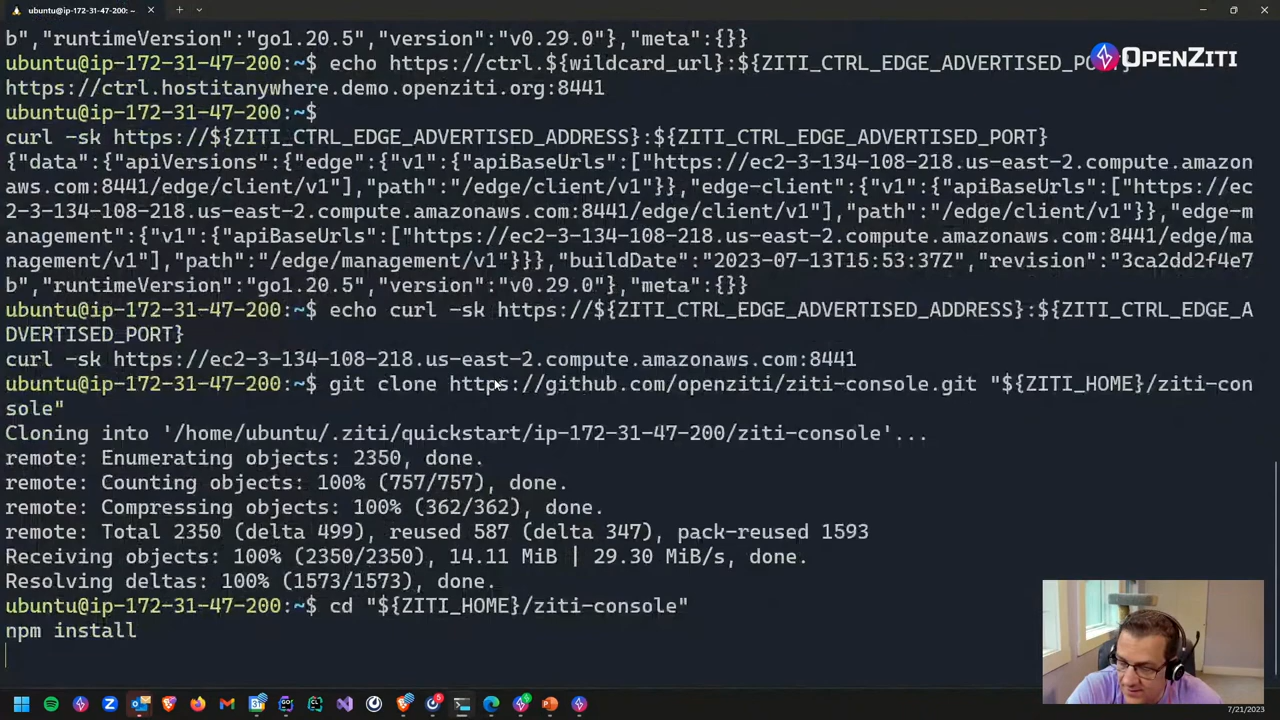 ubuntu@ip-172-31-47-200: ~
b","runtimeVersion":"go1.20.5","version":"v0.29.0"},"meta":{}}
ubuntu@ip-172-31-47-200:~$ echo https://ctrl.${wildcard_url}:${ZITI_CTRL_EDGE_ADVERTISED_PORT}
OPENZITI
https://ctrl.hostitanywhere.demo.openziti.org:8441
ubuntu@ip-172-31-47-200:~$
curl -sk https://${ZITI_CTRL_EDGE_ADVERTISED_ADDRESS}:${ZITI_CTRL_EDGE_ADVERTISED_PORT}
{"data":{"apiVersions":{"edge":{"v1":{"apiBaseUrls":["https://ec2-3-134-108-218.us-east-2.compute.amazon
aws.com:8441/edge/client/v1"],"path":"/edge/client/v1"}},"edge-client":{"v1":{"apiBaseUrls":["https://ec
2-3-134-108-218.us-east-2.compute.amazonaws.com:8441/edge/client/v1"],"path":"/edge/client/v1"}},"edge-m
anagement":{"v1":{"apiBaseUrls":["https://ec2-3-134-108-218.us-east-2.compute.amazonaws.com:8441/edge/ma
nagement/v1"],"path":"/edge/management/v1"}}},"buildDate":"2023-07-13T15:53:37Z","revision":"3ca2dd2f4e7
b","runtimeVersion":"go1.20.5","version":"v0.29.0"},"meta":{}}
ubuntu@ip-172-31-47-200:~$ echo curl -sk https://${ZITI_CTRL_EDGE_ADVERTISED_ADDRESS}:${ZITI_CTRL_EDGE_A
DVERTISED_PORT}
curl -sk https://ec2-3-134-108-218.us-east-2.compute.amazonaws.com:8441
ubuntu@ip-172-31-47-200:~$ git clone https://github.com/openziti/ziti-console.git "${ZITI_HOME}/ziti-con
sole"
Cloning into '/home/ubuntu/.ziti/quickstart/ip-172-31-47-200/ziti-console'...
remote: Enumerating objects: 2350, done.
remote: Counting objects: 100% (757/757), done.
remote: Compressing objects: 100% (362/362), done.
remote: Total 2350 (delta 499), reused 587 (delta 347), pack-reused 1593
Receiving objects: 100% (2350/2350), 14.11 MiB | 29.30 MiB/s, done.
Resolving deltas: 100% (1573/1573), done.
ubuntu@ip-172-31-47-200:~$ cd "${ZITI_HOME}/ziti-console"
npm install
7/21/2023